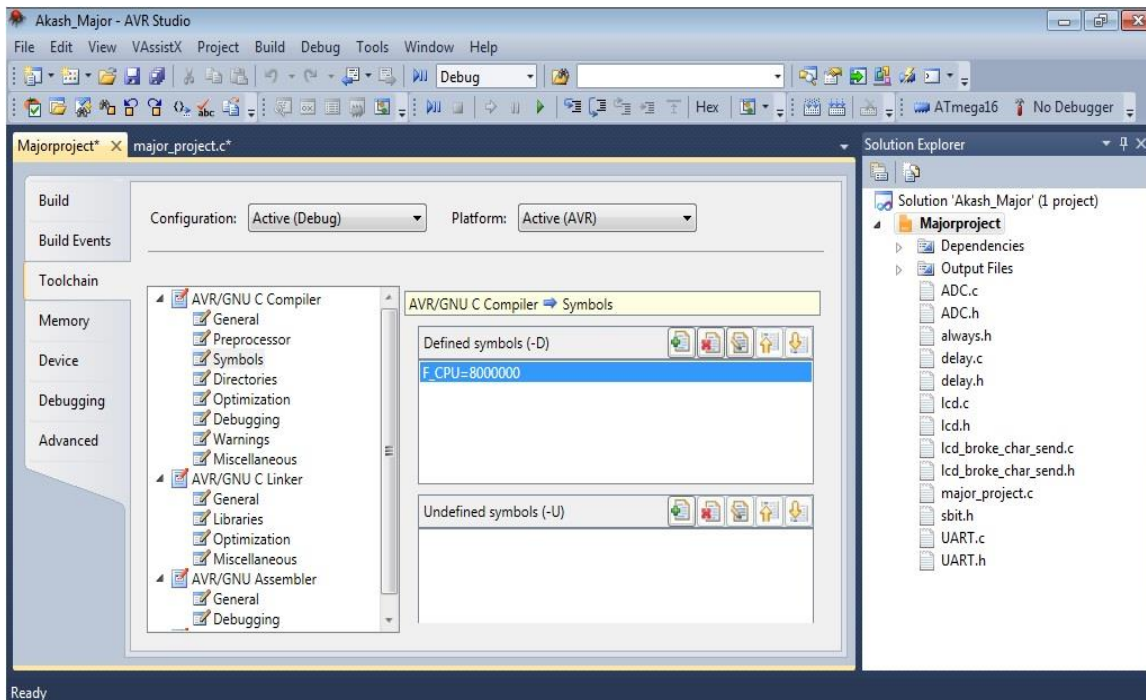 Akash_Major - AVR Studio
File Edit View VAssistX Project Build Debug Tools Window Help
Debug
Hex ATmega16 No Debugger
Majorproject* major_project.c*
Build
Build Events
Toolchain
Memory
Device
Debugging
Advanced
Configuration: Active (Debug) Platform: Active (AVR)
AVR/GNU C Compiler
General
Preprocessor
Symbols
Directories
Optimization
Debugging
Warnings
Miscellaneous
AVR/GNU C Linker
General
Libraries
Optimization
Miscellaneous
AVR/GNU Assembler
General
Debugging
AVR/GNU C Compiler Symbols
Defined symbols (-D)
F_CPU=8000000
Undefined symbols (-U)
Solution Explorer
Solution 'Akash_Major' (1 project)
Majorproject
Dependencies
Output Files
ADC.c
ADC.h
always.h
delay.c
delay.h
lcd.c
lcd.h
lcd_broke_char_send.c
lcd_broke_char_send.h
major_project.c
sbit.h
UART.c
UART.h
Ready